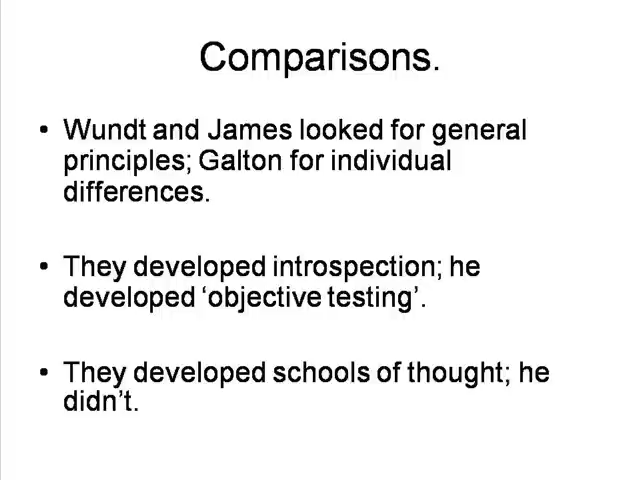 Comparisons.
• Wundt and James looked for general
principles; Galton for individual
differences.
• They developed introspection; he
developed ‘objective testing’.
• They developed schools of thought; he
didn’t.